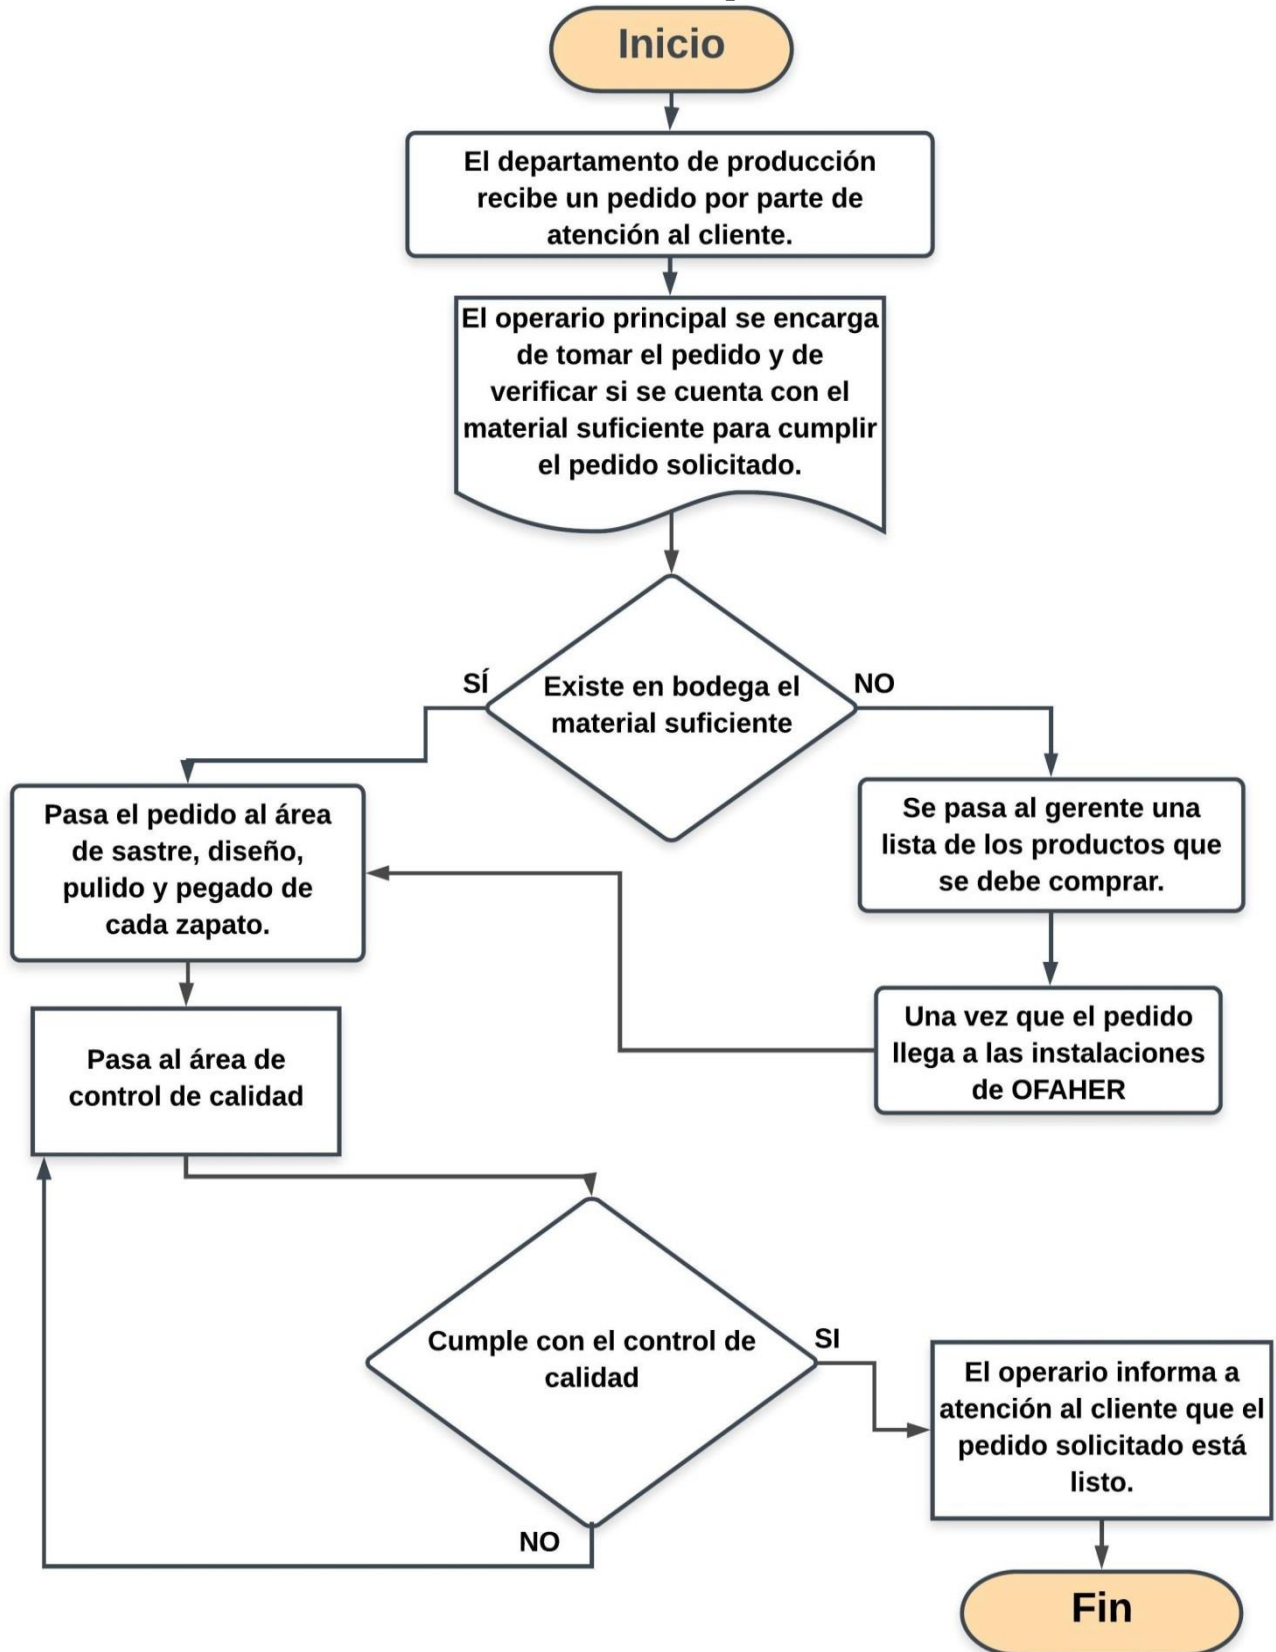 Inicio
El departamento de producción
recibe un pedido por parte de
atención al cliente.
El operario principal se encarga
de tomar el pedido y de
verificar si se cuenta con el
material suficiente para cumplir
el pedido solicitado.
SÍ
Existe en bodega el
material suficiente
NO
Pasa el pedido al área
de sastre, diseño,
pulido y pegado de
cada zapato.
Se pasa al gerente una
lista de los productos que
se debe comprar.
Una vez que el pedido
llega a las instalaciones
de OFAHER
Pasa al área de
control de calidad
Cumple con el control de
calidad
SI
NO
El operario informa a
atención al cliente que el
pedido solicitado está
listo.
Fin